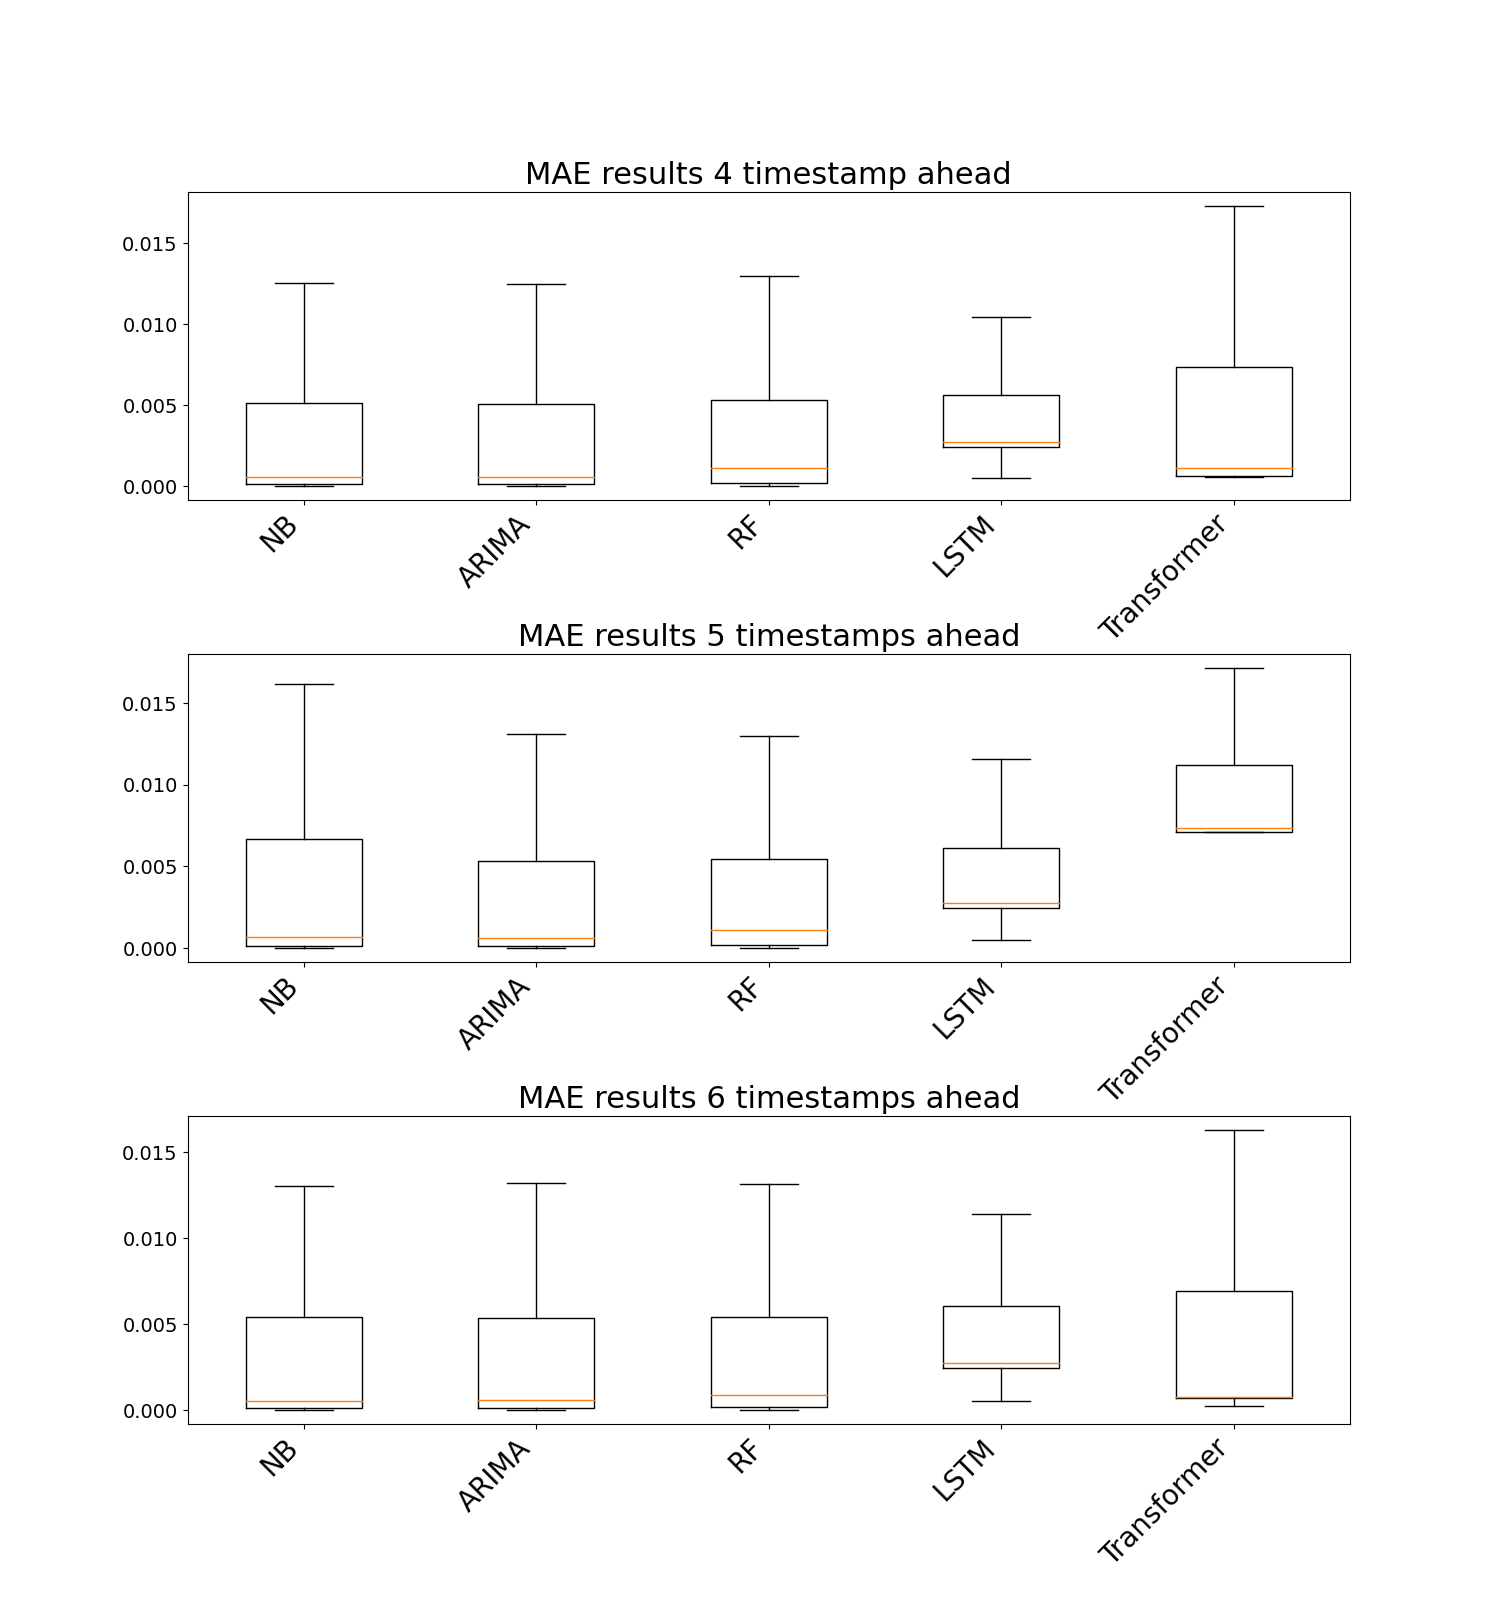 MAE results 4 timestamp ahead
0.015
0.010
0.005
0.000
NB
ARIMA
RF
LSTM
Transformer
MAE results 5 timestamps ahead
0.015
0.010
0.005
0.000
NB
ARIMA
RF
LSTM
Transformer
MAE results 6 timestamps ahead
0.015
0.010
0.005
0.000
NB
ARIMA
RF
LSTM
Transformer